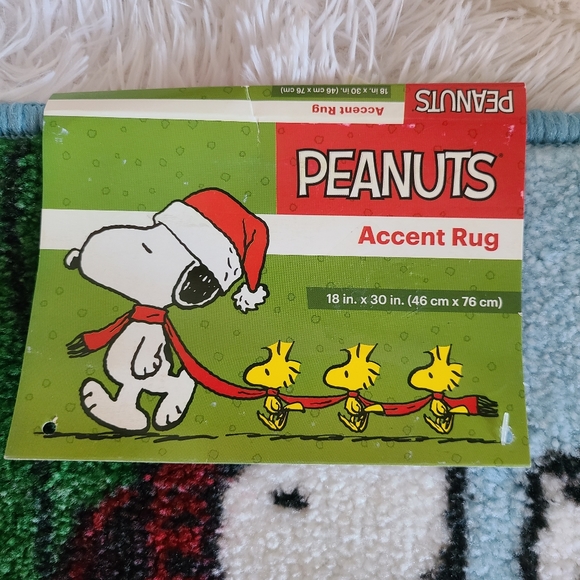 18 in. x 30 in. (46 cm x 76 cm)
Accent Rug
PEANUTS
PEANUTS
Accent Rug
18 in. x 30 in. (46 cm x 76 cm)